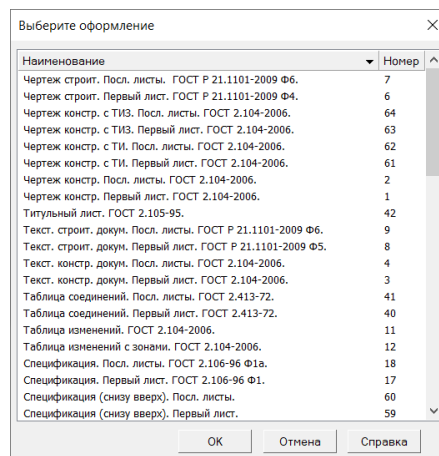 Выберите оформление
Наименование Номер
Чертеж строит. Посл. листы. ГОСТ Р 21.1101-2009 Ф6. 7
Чертеж строит. Первый лист. ГОСТ Р 21.1101-2009 Ф4. 6
Чертеж констр. с ТИЗ. Посл. листы. ГОСТ 2.104-2006. 64
Чертеж констр. с ТИЗ. Первый лист. ГОСТ 2.104-2006. 63
Чертеж констр. с ТИ. Посл. листы. ГОСТ 2.104-2006. 62
Чертеж констр. с ТИ. Первый лист. ГОСТ 2.104-2006. 61
Чертеж констр. Посл. листы. ГОСТ 2.104-2006. 2
Чертеж констр. Первый лист. ГОСТ 2.104-2006. 1
Титульный лист. ГОСТ 2.105-95. 42
Текст. строит. докум. Посл. листы. ГОСТ Р 21.1101-2009 Ф6. 9
Текст. строит. докум. Первый лист. ГОСТ Р 21.1101-2009 Ф5. 8
Текст. констр. докум. Посл. листы. ГОСТ 2.104-2006. 4
Текст. констр. докум. Первый лист. ГОСТ 2.104-2006. 3
Таблица соединений. Посл. листы. ГОСТ 2.413-72. 41
Таблица соединений. Первый лист. ГОСТ 2.413-72. 40
Таблица изменений. ГОСТ 2.104-2006. 11
Таблица изменений с зонами. ГОСТ 2.104-2006. 12
Спецификация. Посл. листы. ГОСТ 2.106-96 Ф1а. 18
Спецификация. Первый лист. ГОСТ 2.106-96 Ф1. 17
Спецификация (снизу вверх). Посл. листы. 60
Спецификация (снизу вверх). Первый лист. 59
ОК Отмена Справка